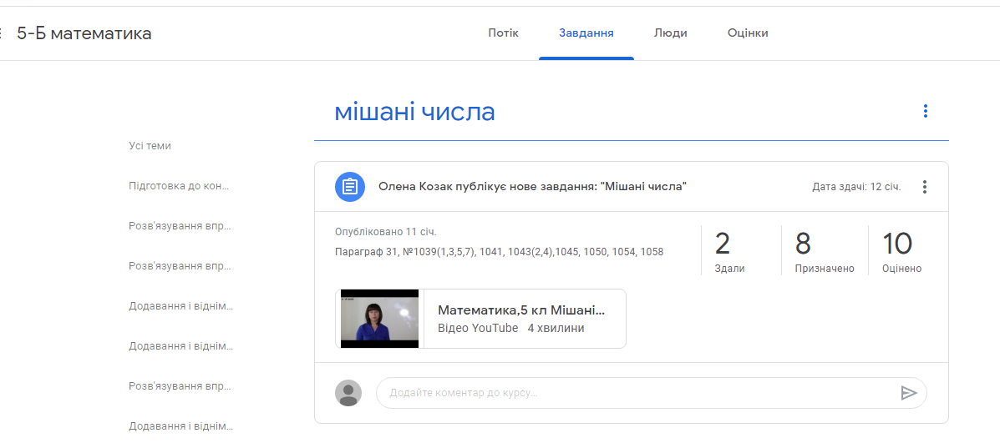 5-Б математика
Потік
Завдання
Люди
Оцінки
мішані числа
Усі теми
Підготовка до кон...
Розв'язування впр...
Розв'язування впр...
Додавання і віднім...
Додавання і віднім...
Розв'язування впр...
Додавання і віднім...
Олена Козак публікує нове завдання: "Мішані числа"
Дата здачі: 12 січ.
Опубліковано 11 січ.
Параграф 31, №1039(1,3,5,7), 1041, 1043(2,4),1045, 1050, 1054, 1058
2
Здали
8
Призначено
10
Оцінено
Математика,5 кл Мішані...
Відео YouTube 4 хвилини
Додайте коментар до курсу...